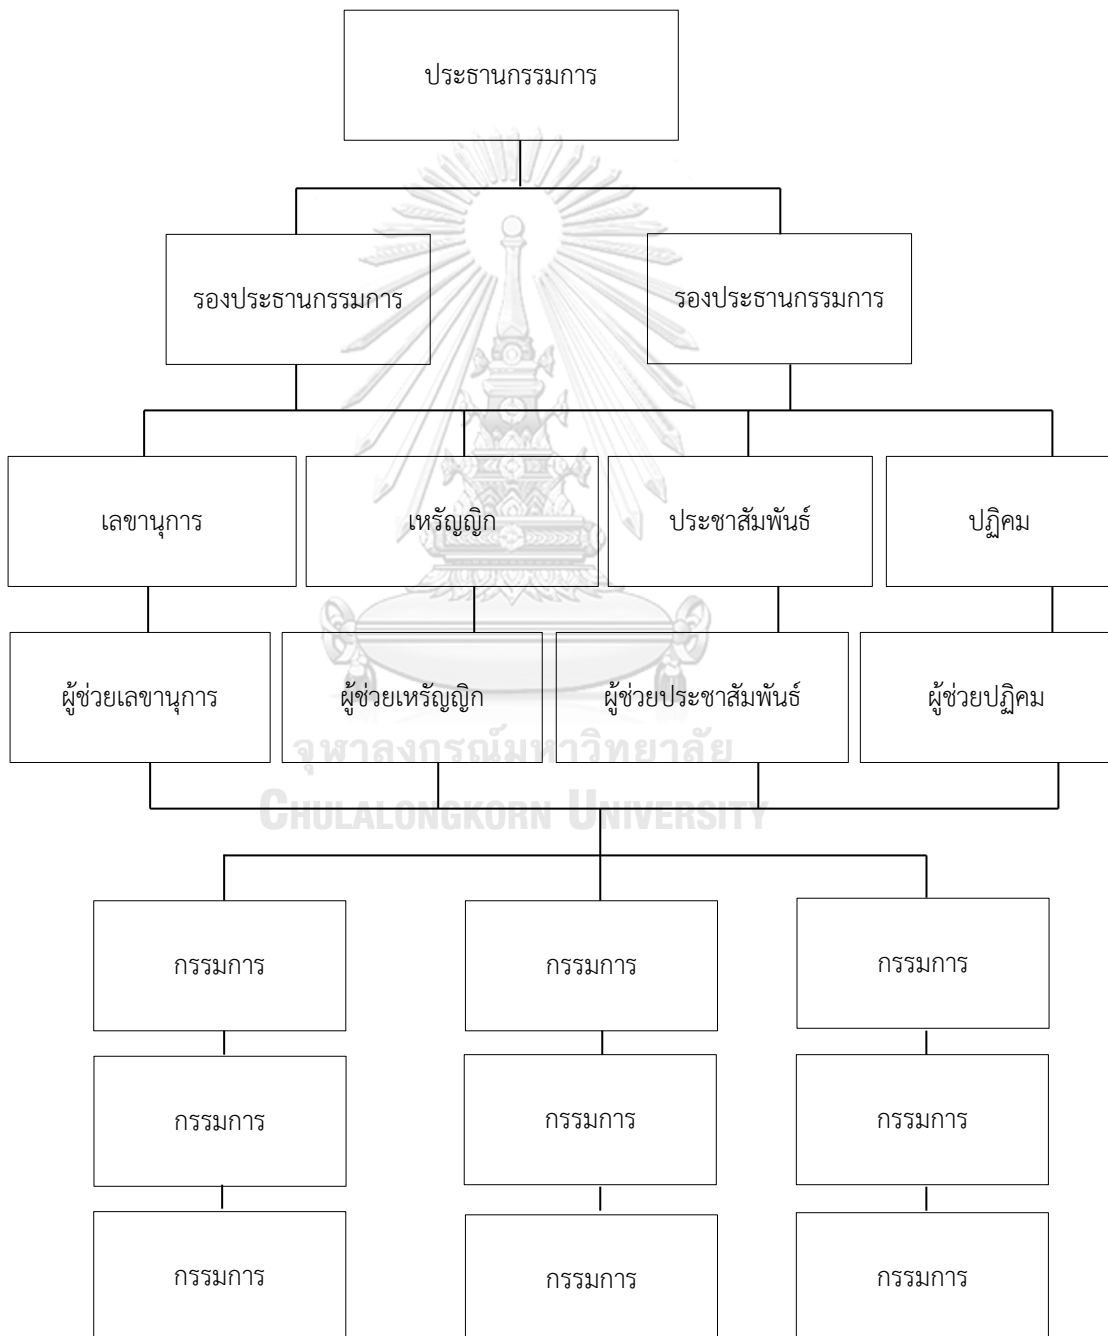 ประธานกรรมการ
รองประธานกรรมการ
รองประธานกรรมการ
เลขานุการ
เหรัญญิก
ประชาสัมพันธ์
ปฏิคม
ผู้ช่วยเลขานุการ
ผู้ช่วยเหรัญญิก
ผู้ช่วยประชาสัมพันธ์
ผู้ช่วยปฏิคม
จุฬาลงกรณ์มหาวิทยาลัย
CHULALONGKORN UNIVERSITY
กรรมการ
กรรมการ
กรรมการ
กรรมการ
กรรมการ
กรรมการ
กรรมการ
กรรมการ
กรรมการ